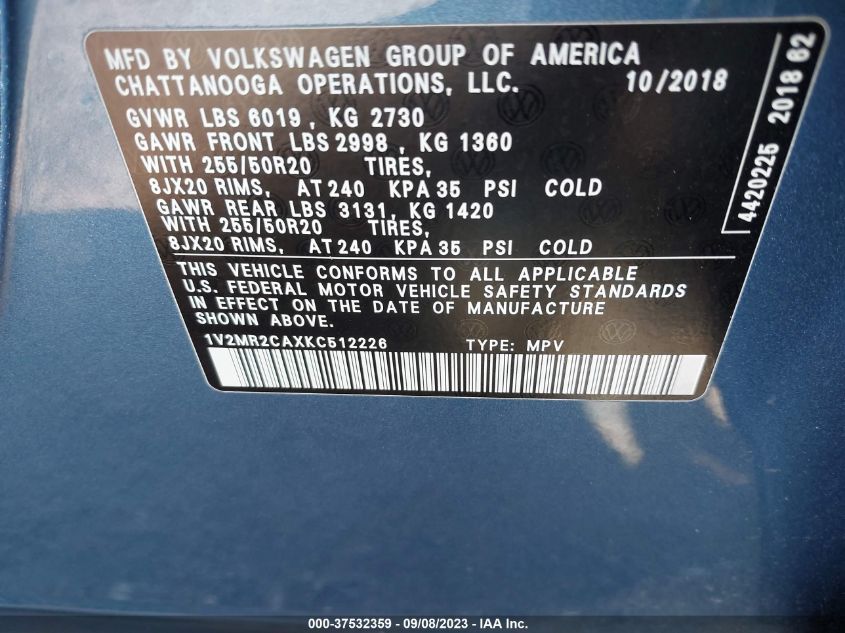 MFD BY VOLKSWAGEN GROUP OF AMERICA
CHATTANOOGA OPERATIONS, LLC. 10/2018
GVWR LBS 6019 , KG 2730
GAWR FRONT LBS 2998 , KG 1360
WITH 255/50R20 TIRES,
8JX20 RIMS, AT 240 KPA 35 PSI COLD
GAWR REAR LBS 3131, KG 1420
WITH 255/50R20 TIRES,
8JX20 RIMS, AT 240 KPA 35 PSI COLD
THIS VEHICLE CONFORMS TO ALL APPLICABLE
U.S. FEDERAL MOTOR VEHICLE SAFETY STANDARDS
IN EFFECT ON THE DATE OF MANUFACTURE
SHOWN ABOVE.
1V2MR2CAXKC512226 TYPE: MPV
4420225 2018 62
000-37532359 - 09/08/2023 - IAA Inc.